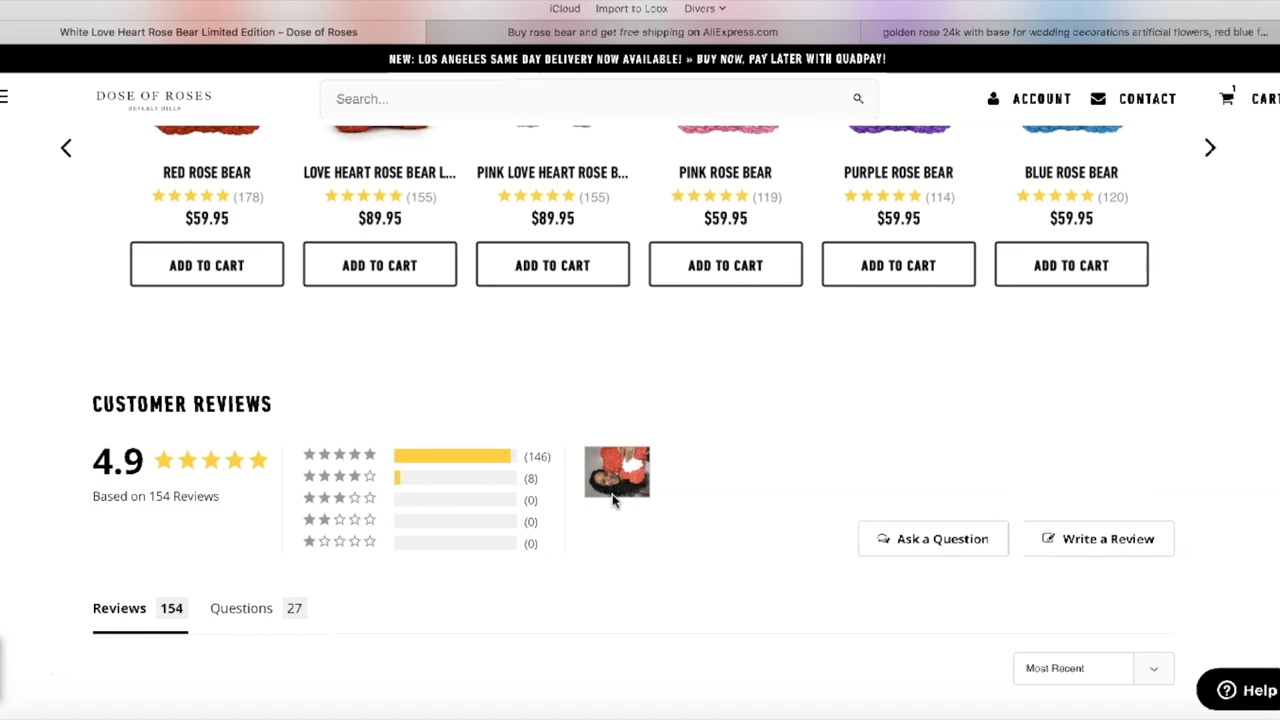 iCloud Import to Loox Divers
White Love Heart Rose Bear Limited Edition – Dose of Roses
Buy rose bear and get free shipping on AliExpress.com
golden rose 24k with base for wedding decorations artificial flowers, red blue f...
NEW: LOS ANGELES SAME DAY DELIVERY NOW AVAILABLE! » BUY NOW, PAY LATER WITH QUADPAY!
DOSE OF ROSES
BEVERLY HILLS
Search...
ACCOUNT
CONTACT
1
CART
RED ROSE BEAR
(178)
$59.95
ADD TO CART
LOVE HEART ROSE BEAR L...
(155)
$89.95
ADD TO CART
PINK LOVE HEART ROSE B...
(155)
$89.95
ADD TO CART
PINK ROSE BEAR
(119)
$59.95
ADD TO CART
PURPLE ROSE BEAR
(114)
$59.95
ADD TO CART
BLUE ROSE BEAR
(120)
$59.95
ADD TO CART
CUSTOMER REVIEWS
4.9
Based on 154 Reviews
(146)
(8)
(0)
(0)
(0)
Ask a Question
Write a Review
Reviews 154
Questions 27
Most Recent
Help